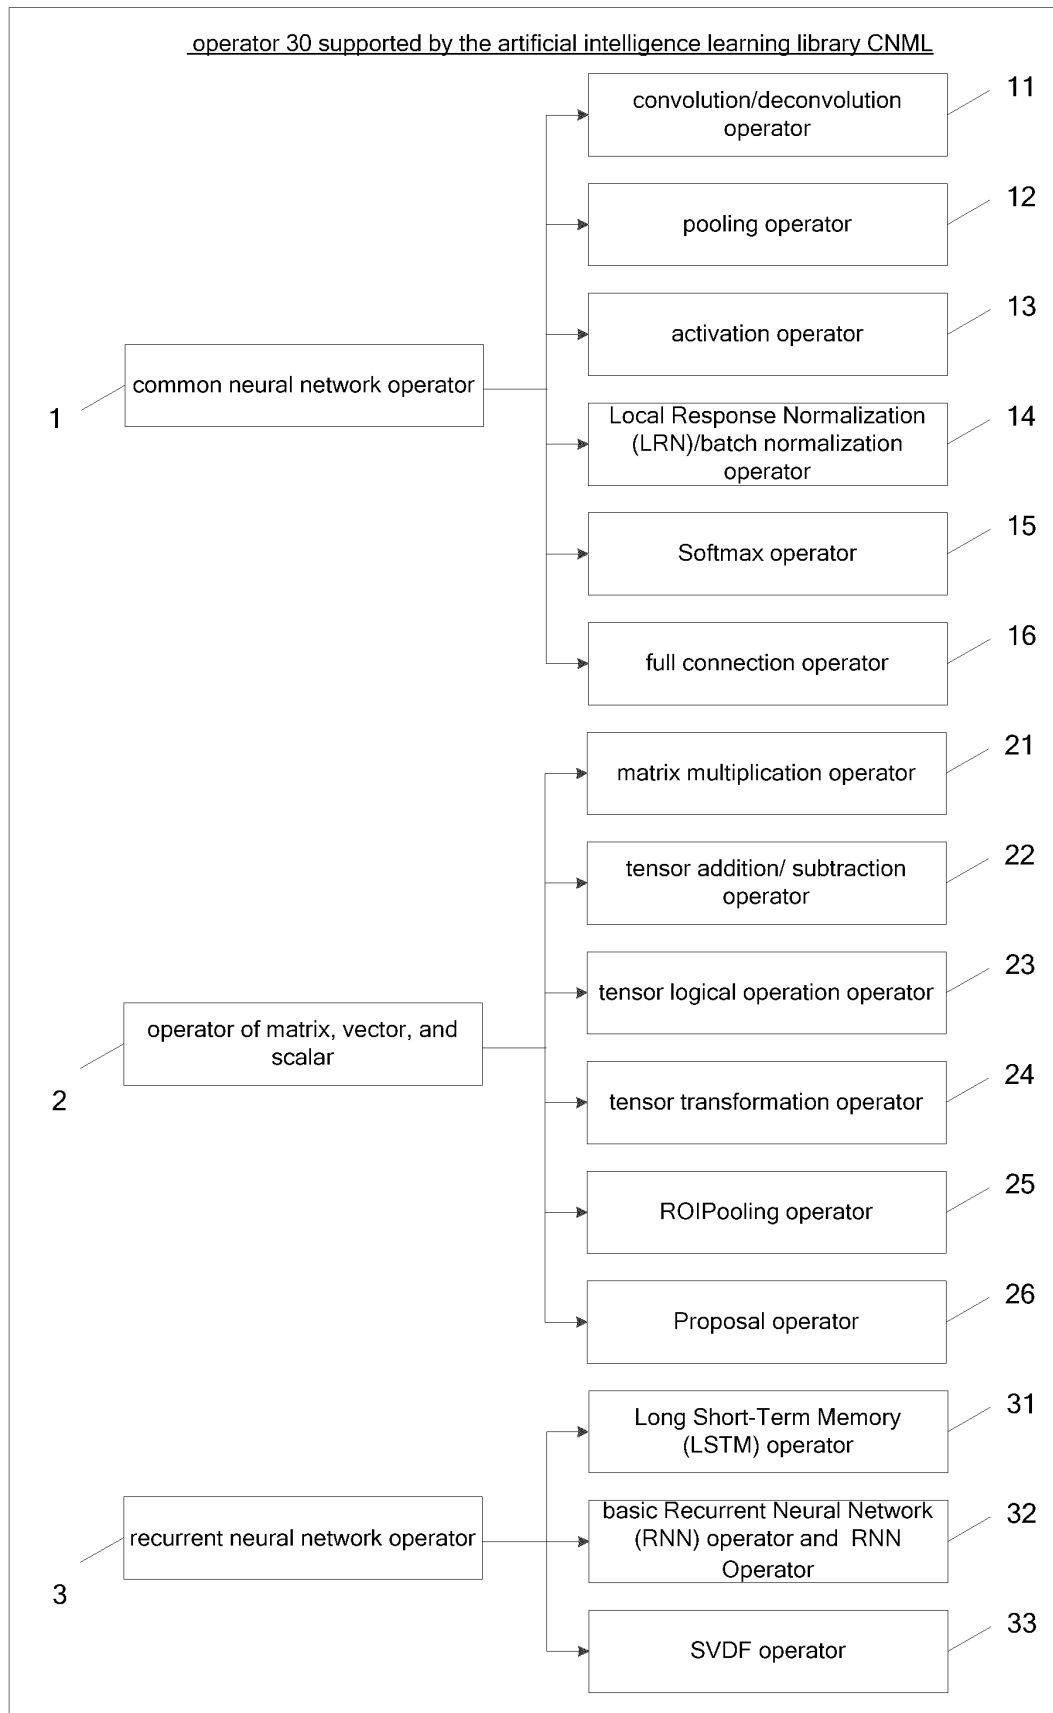 operator 30 supported by the artificial intelligence learning library CNML
convolution/deconvolution
operator
11
pooling operator
12
activation operator
13
common neural network operator
1
Local Response Normalization
(LRN)/batch normalization
operator
14
Softmax operator
15
full connection operator
16
matrix multiplication operator
21
tensor addition/ subtraction
operator
22
tensor logical operation operator
23
operator of matrix, vector, and
scalar
2
tensor transformation operator
24
ROIPooling operator
25
Proposal operator
26
Long Short-Term Memory
(LSTM) operator
31
recurrent neural network operator
3
basic Recurrent Neural Network
(RNN) operator and RNN
Operator
32
SVDF operator
33